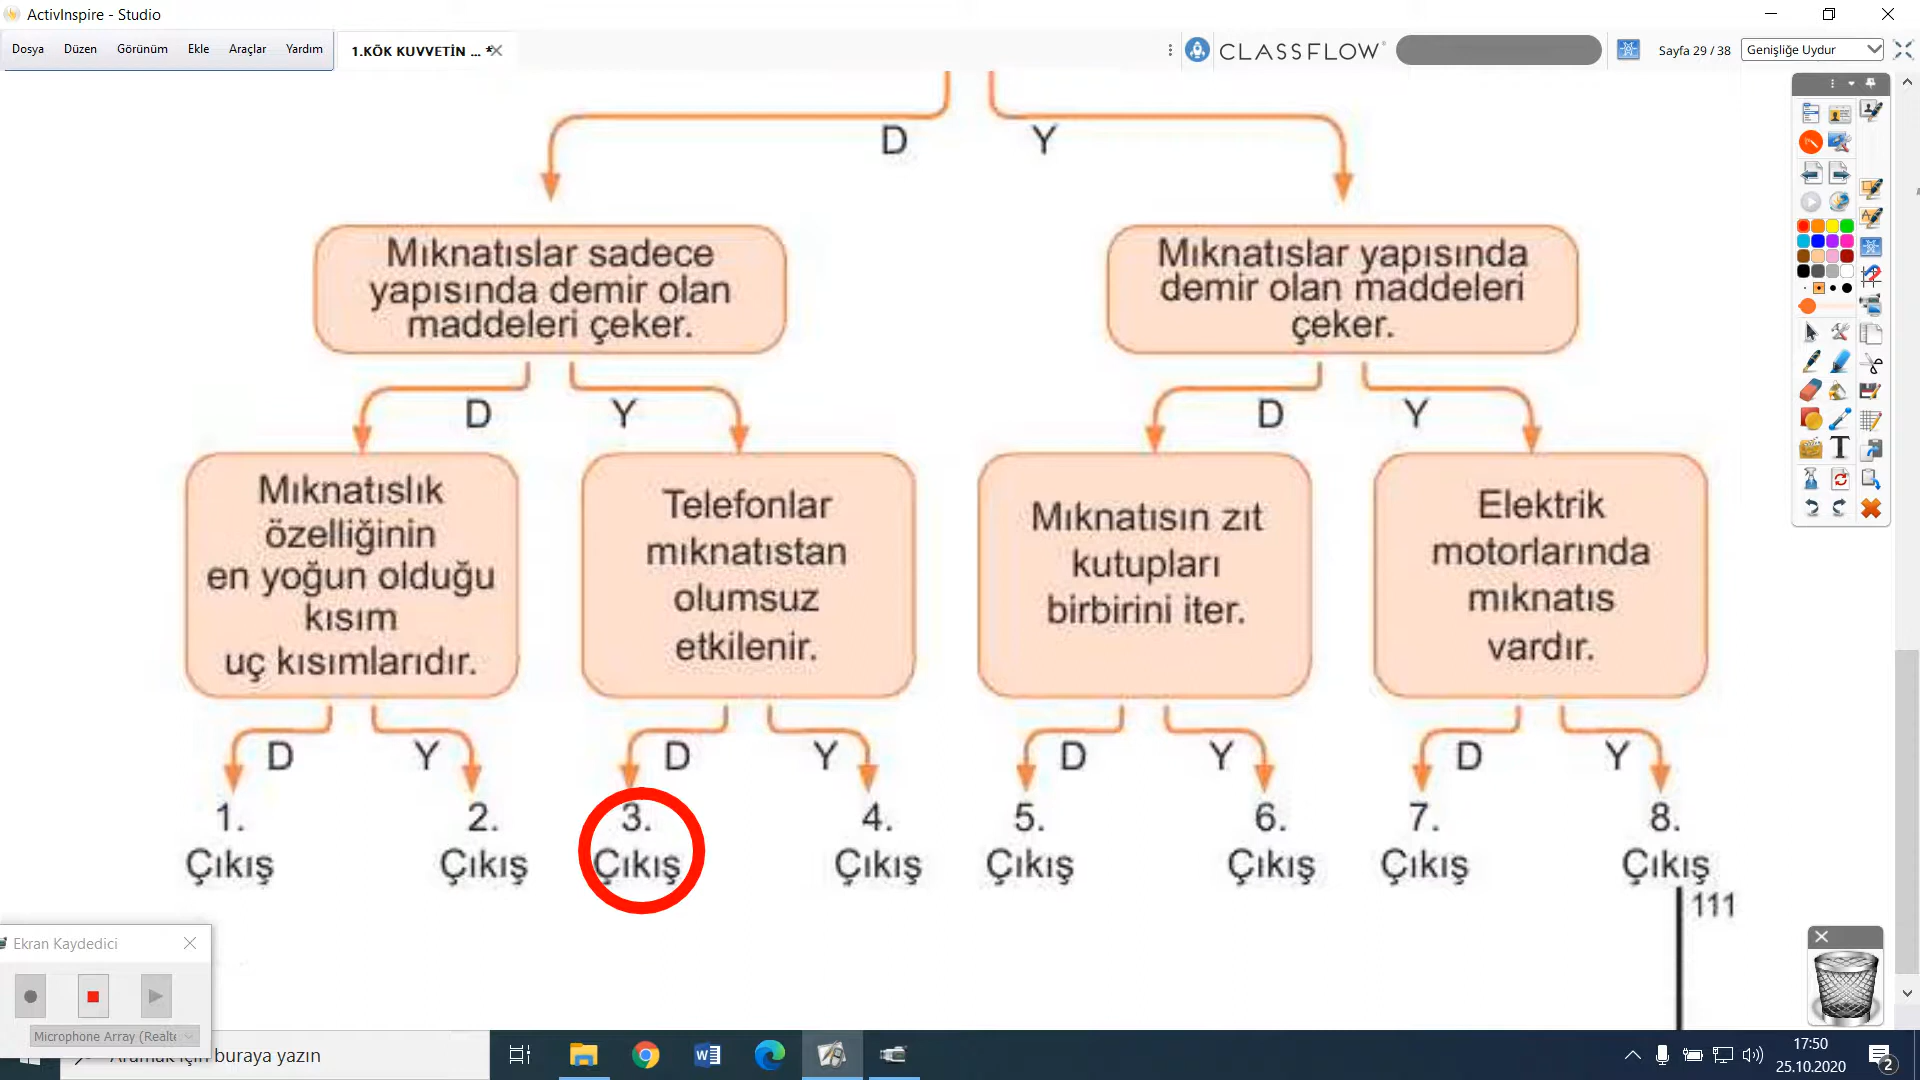 ActivInspire - Studio
Dosya Düzen Görünüm Ekle Araçlar Yardım
1.KÖK KUVVETİN ... *
CLASSFLOW
Sayfa 29 / 38
Genişliğe Uydur
D Y
Mıknatıslar sadece
yapısında demir olan
maddeleri çeker.
Mıknatıslar yapısında
demir olan maddeleri
çeker.
D Y D Y
Mıknatıslık
özelliğinin
en yoğun olduğu
kısım
uç kısımlarıdır.
Telefonlar
mıknatıstan
olumsuz
etkilenir.
Mıknatısın zıt
kutupları
birbirini iter.
Elektrik
motorlarında
mıknatıs
vardır.
D Y D Y D Y D Y
1. 2. 3. 4. 5. 6. 7. 8.
Çıkış Çıkış Çıkış Çıkış Çıkış Çıkış Çıkış Çıkış
111
Ekran Kaydedici
Microphone Array (Realte
buraya yazın
17:50
25.10.2020
2